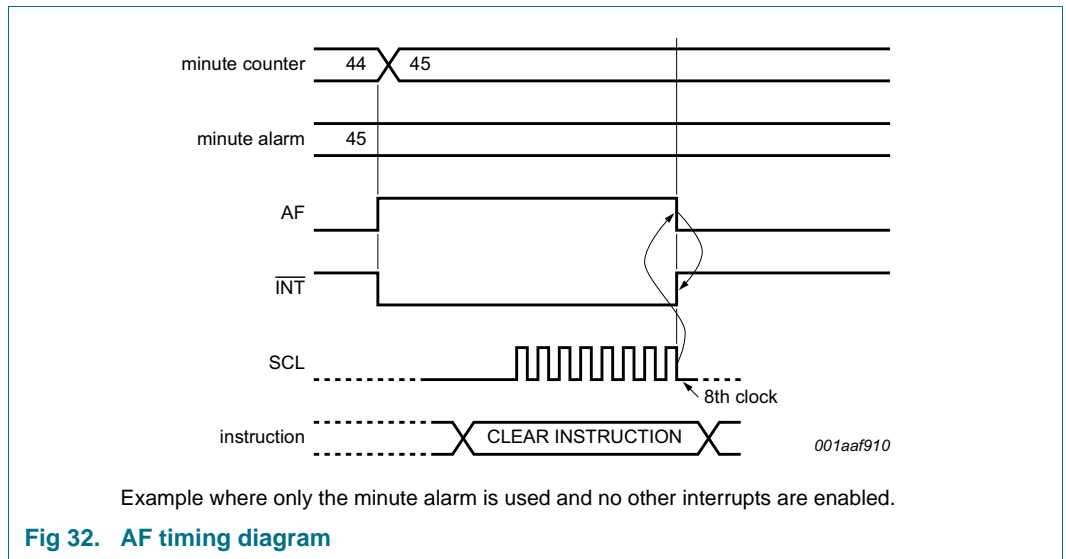 minute counter 44 45
minute alarm 45
AF
INT
SCL
8th clock
instruction CLEAR INSTRUCTION
001aaf910
Example where only the minute alarm is used and no other interrupts are enabled.
Fig 32. AF timing diagram